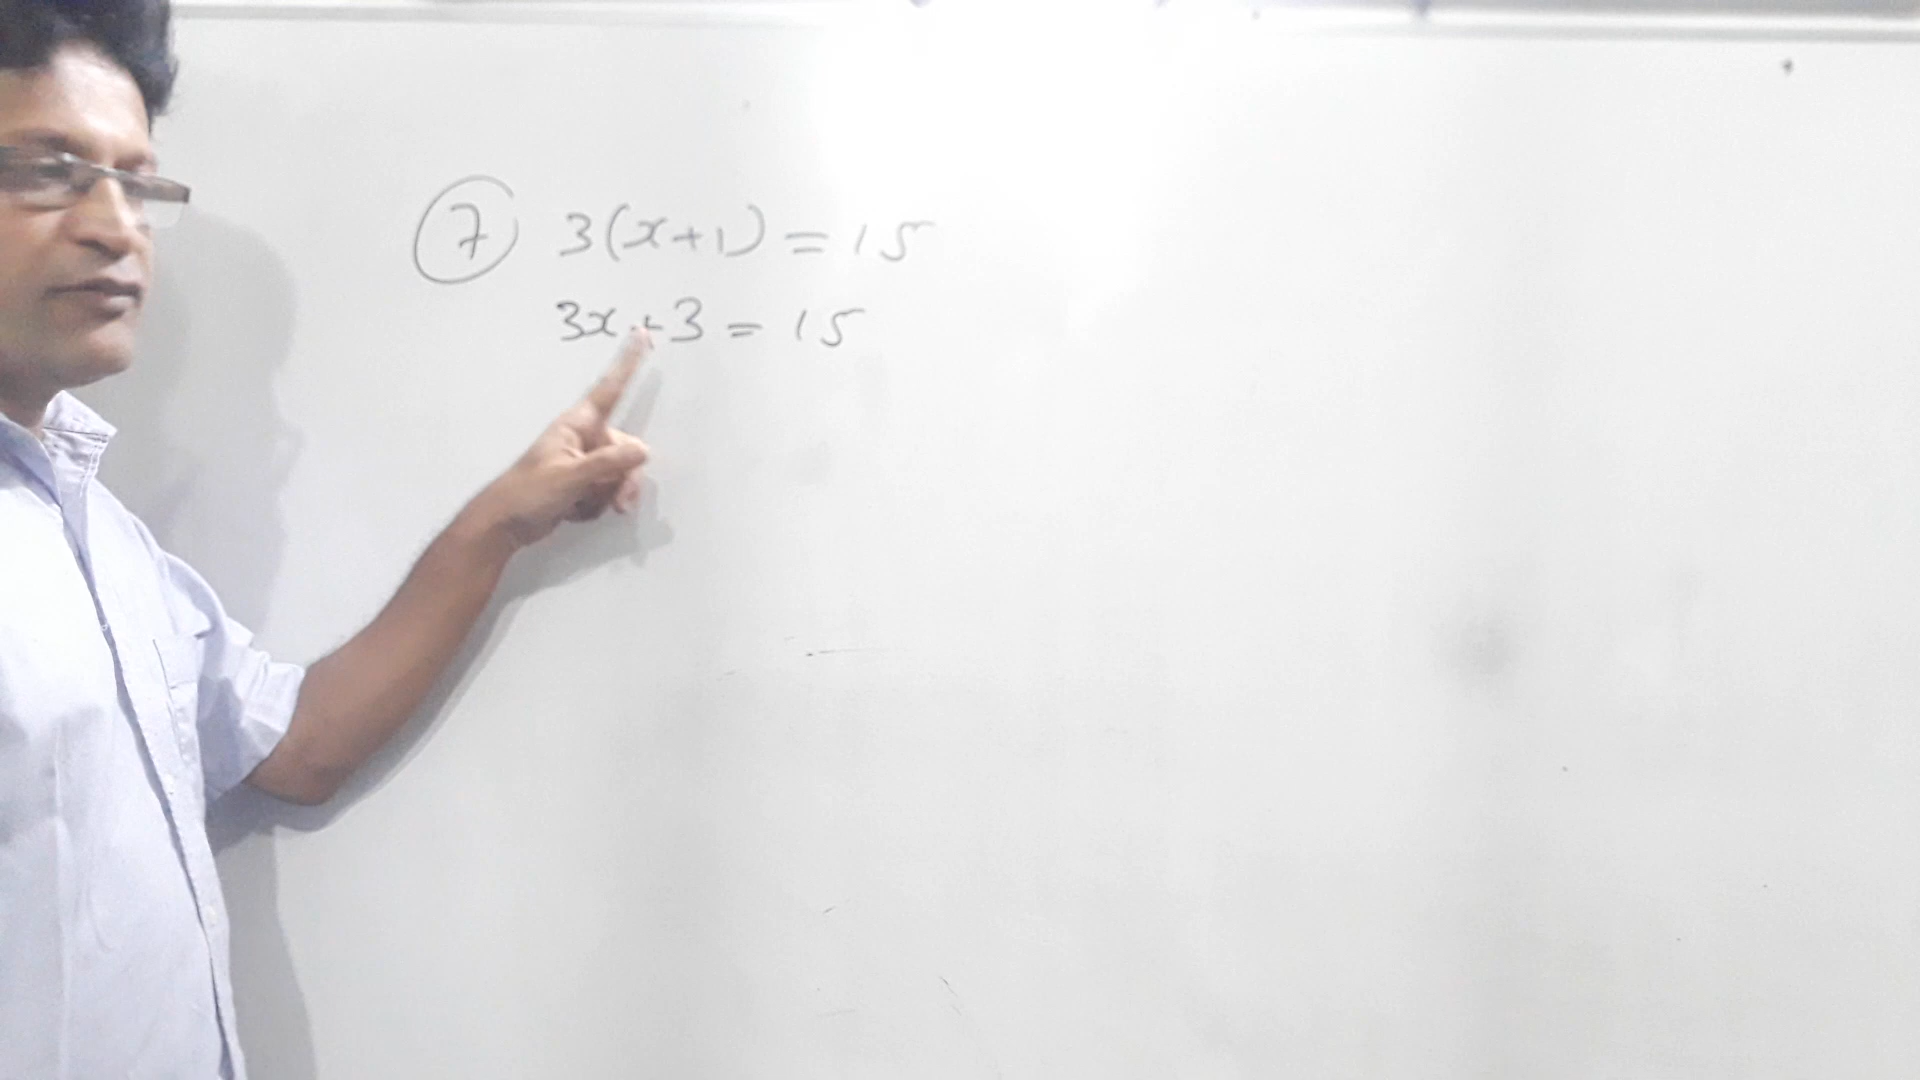 7 3(x+1) = 15
3x+3 = 15